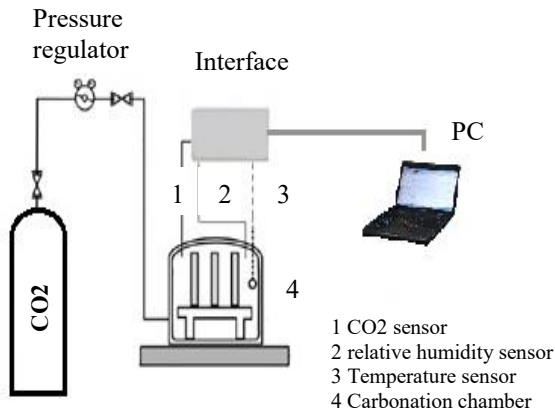 Pressure
regulator
Interface
PC
1
2
3
4
CO2
1 CO2 sensor
2 relative humidity sensor
3 Temperature sensor
4 Carbonation chamber